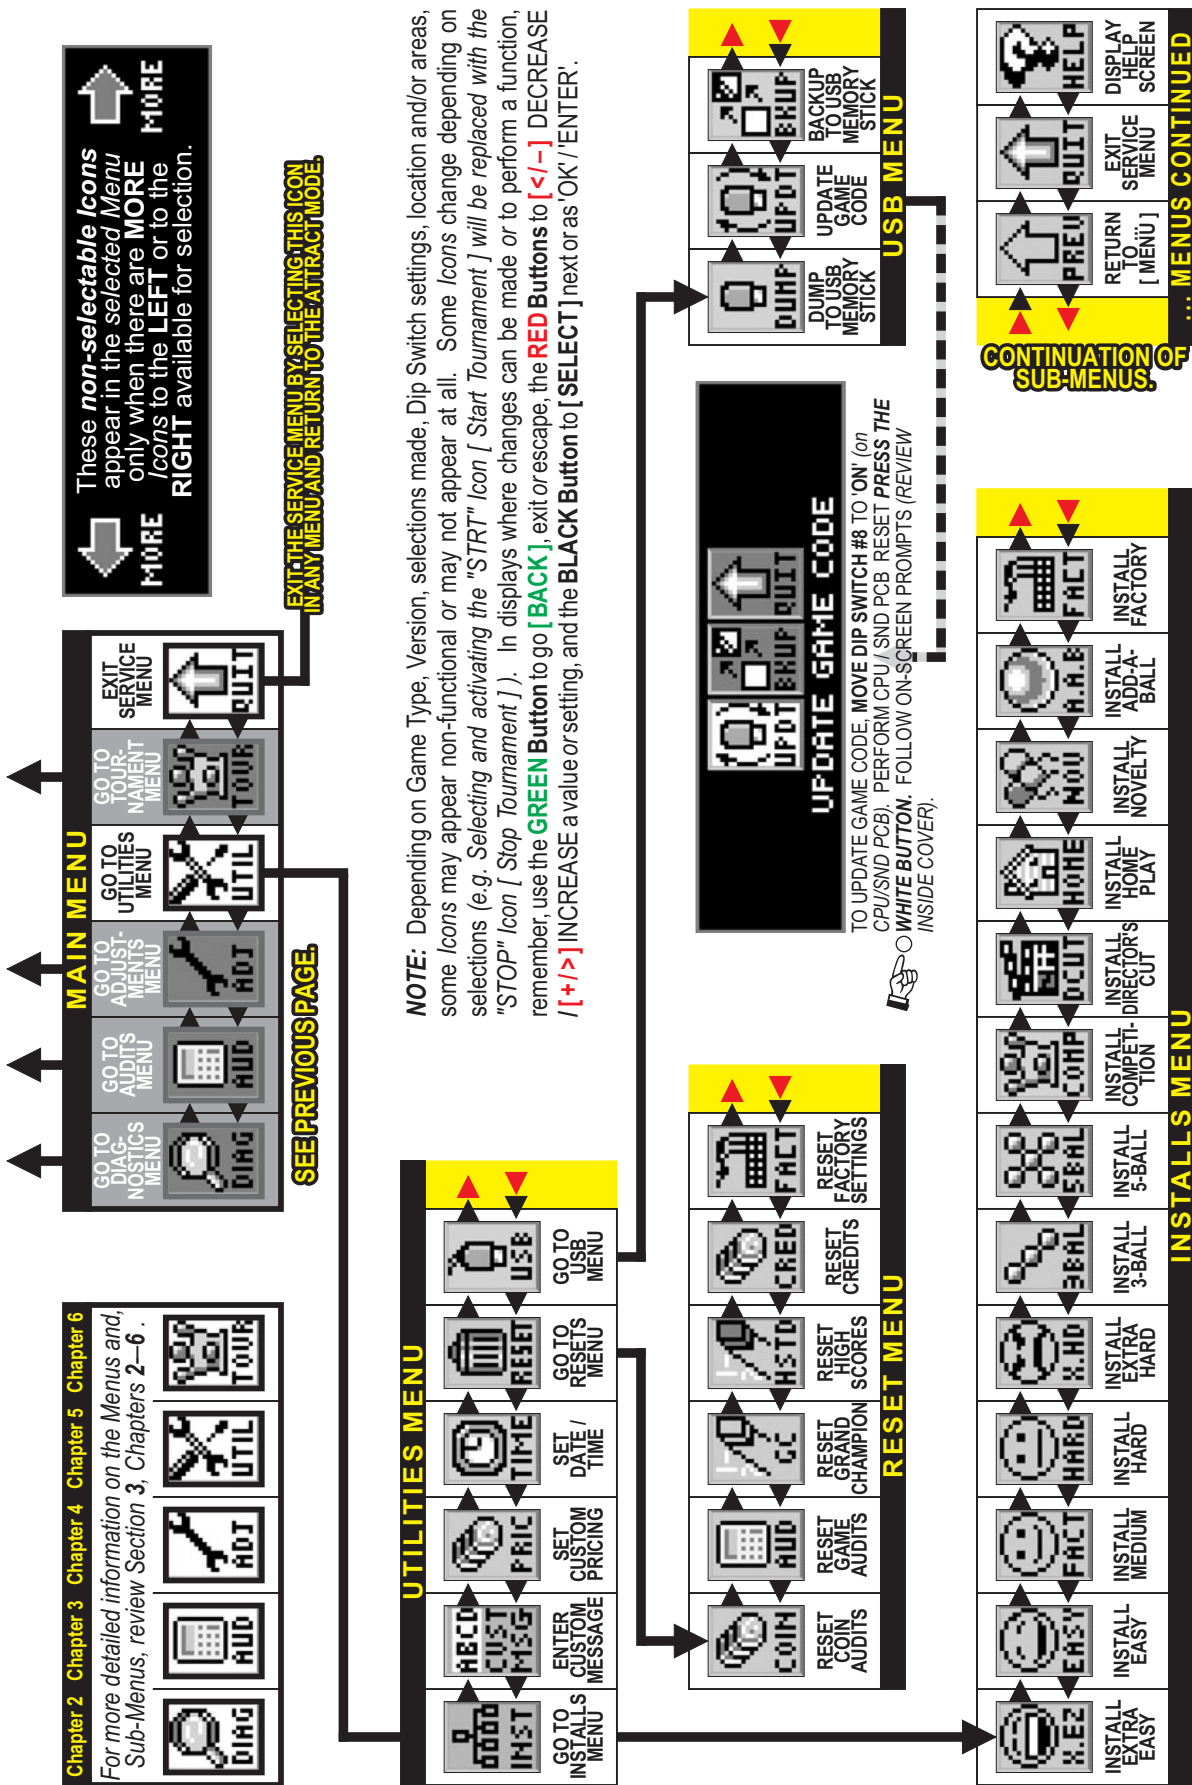 Chapter 2 Chapter 3 Chapter 4 Chapter 5 Chapter 6
For more detailed information on the Menus and,
Sub-Menus, review Section 3, Chapters 2–6 .
DIAG
AUD
ADJ
UTIL
TOUR
MAIN MENU
GO TO
DIAG-
NOSTICS
MENU
GO TO
AUDITS
MENU
GO TO
ADJUST-
MENTS
MENU
GO TO
UTILITIES
MENU
GO TO
TOUR-
NAMENT
MENU
EXIT
SERVICE
MENU
DIAG
AUD
ADJ
UTIL
TOUR
QUIT
SEE PREVIOUS PAGE.
EXIT THE SERVICE MENU BY SELECTING THIS ICON
IN ANY MENU AND RETURN TO THE ATTRACT MODE.
MORE
These non-selectable Icons
appear in the selected Menu
only when there are MORE
Icons to the LEFT or to the
RIGHT available for selection.
MORE
UTILITIES MENU
INST
ABCD
CUST
MSG
PRIC
TIME
RESET
USB
GO TO
INSTALLS
MENU
ENTER
CUSTOM
MESSAGE
SET
CUSTOM
PRICING
SET
DATE /
TIME
GO TO
RESETS
MENU
GO TO
USB
MENU
NOTE: Depending on Game Type, Version, selections made, Dip Switch settings, location and/or areas,
some Icons may appear non-functional or may not appear at all. Some Icons change depending on
selections (e.g. Selecting and activating the "STRT" Icon [ Start Tournament ] will be replaced with the
"STOP" Icon [ Stop Tournament ] ). In displays where changes can be made or to perform a function,
remember, use the GREEN Button to go [ BACK ], exit or escape, the RED Buttons to [ < / – ] DECREASE
/ [ + / > ] INCREASE a value or setting, and the BLACK Button to [ SELECT ] next or as 'OK' / 'ENTER'.
COIN
AUD
GC
HSTD
CRED
FACT
RESET
COIN
AUDITS
RESET
GAME
AUDITS
RESET
GRAND
CHAMPION
RESET
HIGH
SCORES
RESET
CREDITS
RESET
FACTORY
SETTINGS
RESET MENU
UPDT
BKUP
QUIT
UPDATE GAME CODE
TO UPDATE GAME CODE, MOVE DIP SWITCH #8 TO 'ON' (on
CPU/SND PCB). PERFORM CPU / SND PCB RESET PRESS THE
WHITE BUTTON. FOLLOW ON-SCREEN PROMPTS (REVIEW
INSIDE COVER).
DUMP
UPDT
BKUP
DUMP
TO USB
MEMORY
STICK
UPDATE
GAME
CODE
BACKUP
TO USB
MEMORY
STICK
USB MENU
X.EZ
EASY
FACT
HARD
X.HD
3BAL
5BAL
COMP
DCUT
HOME
NOV
A.A.B
FACT
INSTALL
EXTRA
EASY
INSTALL
EASY
INSTALL
MEDIUM
INSTALL
HARD
INSTALL
EXTRA
HARD
INSTALL
3-BALL
INSTALL
5-BALL
INSTALL
COMPETI-
TION
INSTALL
DIRECTOR'S
CUT
INSTALL
HOME
PLAY
INSTALL
NOVELTY
INSTALL
ADD-A-
BALL
INSTALL
FACTORY
INSTALLS MENU
CONTINUATION OF
SUB-MENUS.
PREV
QUIT
HELP
RETURN
TO...
[ MENU ]
EXIT
SERVICE
MENU
DISPLAY
HELP
SCREEN
... MENUS CONTINUED